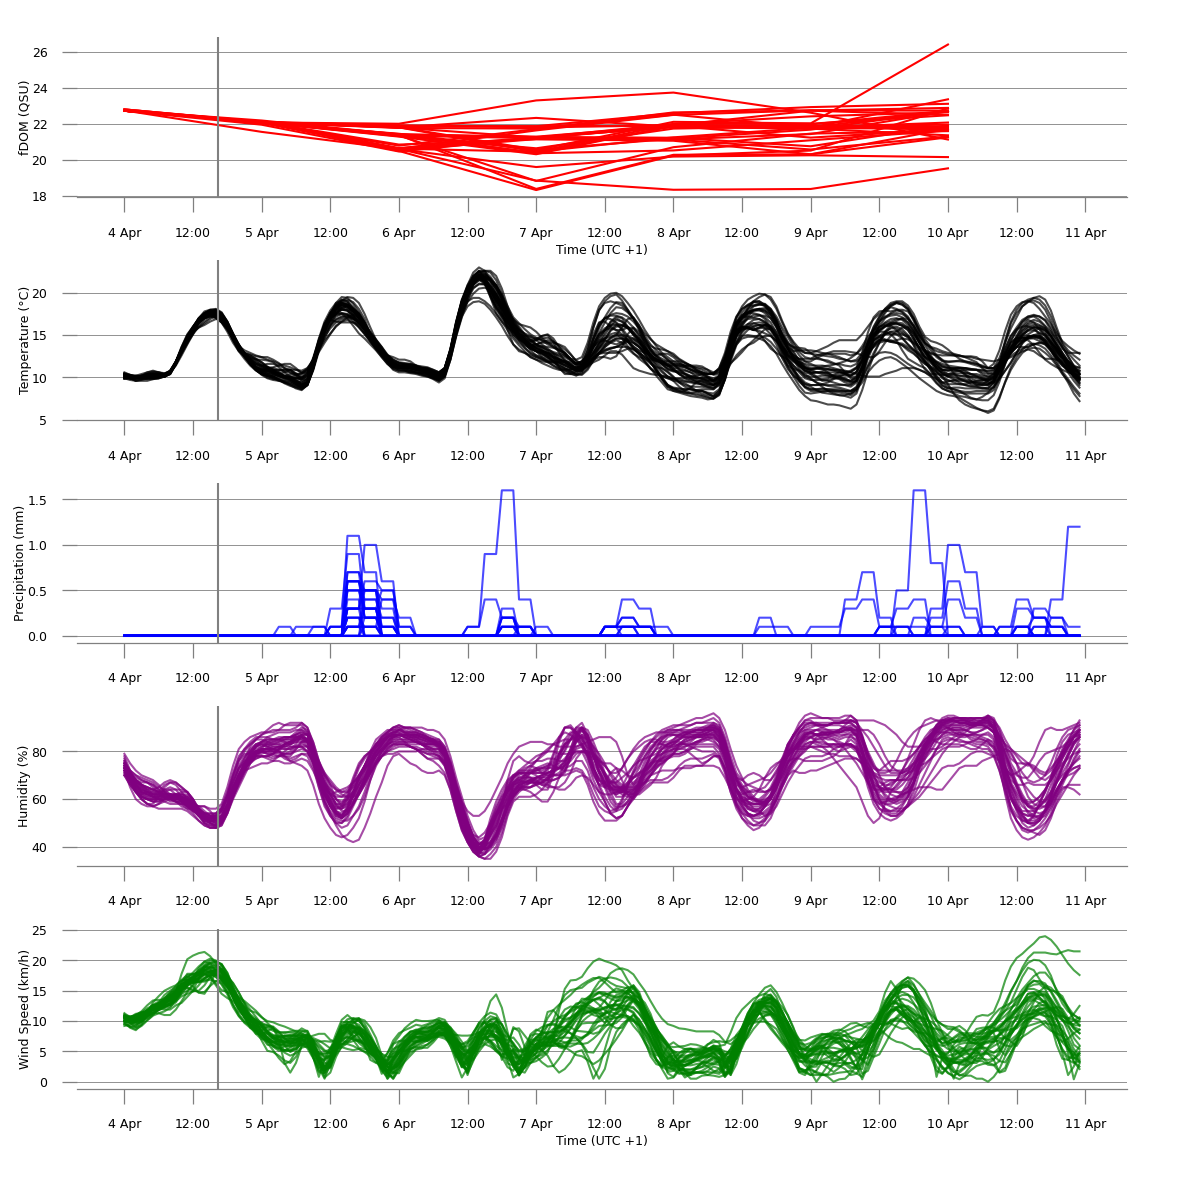 fDOM (QSU)
26
24
22
20
18
4 Apr 12:00 5 Apr 12:00 6 Apr 12:00 7 Apr 12:00 8 Apr 12:00 9 Apr 12:00 10 Apr 12:00 11 Apr
Time (UTC +1)
Temperature (°C)
20
15
10
5
4 Apr 12:00 5 Apr 12:00 6 Apr 12:00 7 Apr 12:00 8 Apr 12:00 9 Apr 12:00 10 Apr 12:00 11 Apr
Precipitation (mm)
1.5
1.0
0.5
0.0
4 Apr 12:00 5 Apr 12:00 6 Apr 12:00 7 Apr 12:00 8 Apr 12:00 9 Apr 12:00 10 Apr 12:00 11 Apr
Humidity (%)
80
60
40
4 Apr 12:00 5 Apr 12:00 6 Apr 12:00 7 Apr 12:00 8 Apr 12:00 9 Apr 12:00 10 Apr 12:00 11 Apr
Wind Speed (km/h)
25
20
15
10
5
0
4 Apr 12:00 5 Apr 12:00 6 Apr 12:00 7 Apr 12:00 8 Apr 12:00 9 Apr 12:00 10 Apr 12:00 11 Apr
Time (UTC +1)